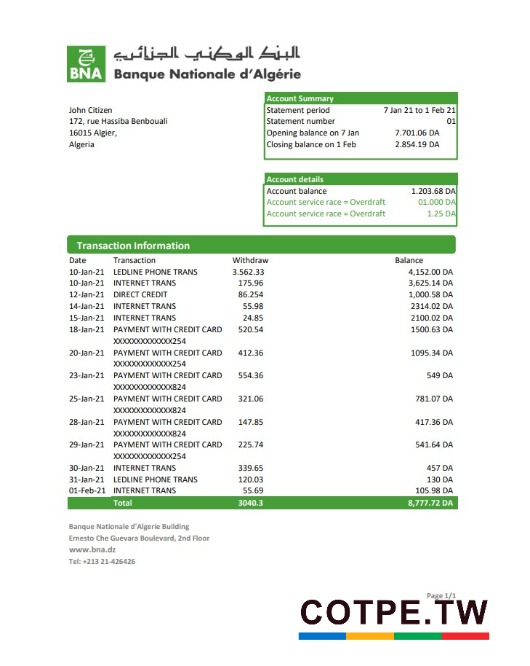 البنك الوطني الجزائري
BNA
Banque Nationale d'Algérie
John Citizen
172, rue Hassiba Benbouali
16015 Algier,
Algeria
Account Summary
Statement period 7 Jan 21 to 1 Feb 21
Statement number 01
Opening balance on 7 Jan 7.701.06 DA
Closing balance on 1 Feb 2.854.19 DA
Account details
Account balance 1.203.68 DA
Account service race = Overdraft 01.000 DA
Account service race = Overdraft 1.25 DA
Transaction Information
Date Transaction Withdraw Balance
10-Jan-21 LEDLINE PHONE TRANS 3.562.33 4,152.00 DA
10-Jan-21 INTERNET TRANS 175.96 3,625.14 DA
12-Jan-21 DIRECT CREDIT 86.254 1,000.58 DA
14-Jan-21 INTERNET TRANS 55.98 2314.02 DA
15-Jan-21 INTERNET TRANS 24.85 2100.02 DA
18-Jan-21 PAYMENT WITH CREDIT CARD 520.54 1500.63 DA
XXXXXXXXXXXXX254
20-Jan-21 PAYMENT WITH CREDIT CARD 412.36 1095.34 DA
XXXXXXXXXXXXX254
23-Jan-21 PAYMENT WITH CREDIT CARD 554.36 549 DA
XXXXXXXXXXXXX824
25-Jan-21 PAYMENT WITH CREDIT CARD 321.06 781.07 DA
XXXXXXXXXXXXX824
28-Jan-21 PAYMENT WITH CREDIT CARD 147.85 417.36 DA
XXXXXXXXXXXXX824
29-Jan-21 PAYMENT WITH CREDIT CARD 225.74 541.64 DA
XXXXXXXXXXXXX254
30-Jan-21 INTERNET TRANS 339.65 457 DA
31-Jan-21 LEDLINE PHONE TRANS 120.03 130 DA
01-Feb-21 INTERNET TRANS 55.69 105.98 DA
Total 3040.3 8,777.72 DA
Banque Nationale d'Algerie Building
Ernesto Che Guevara Boulevard, 2nd Floor
www.bna.dz
Tel: +213 21-426426
Page 1/1
COTPE.TW